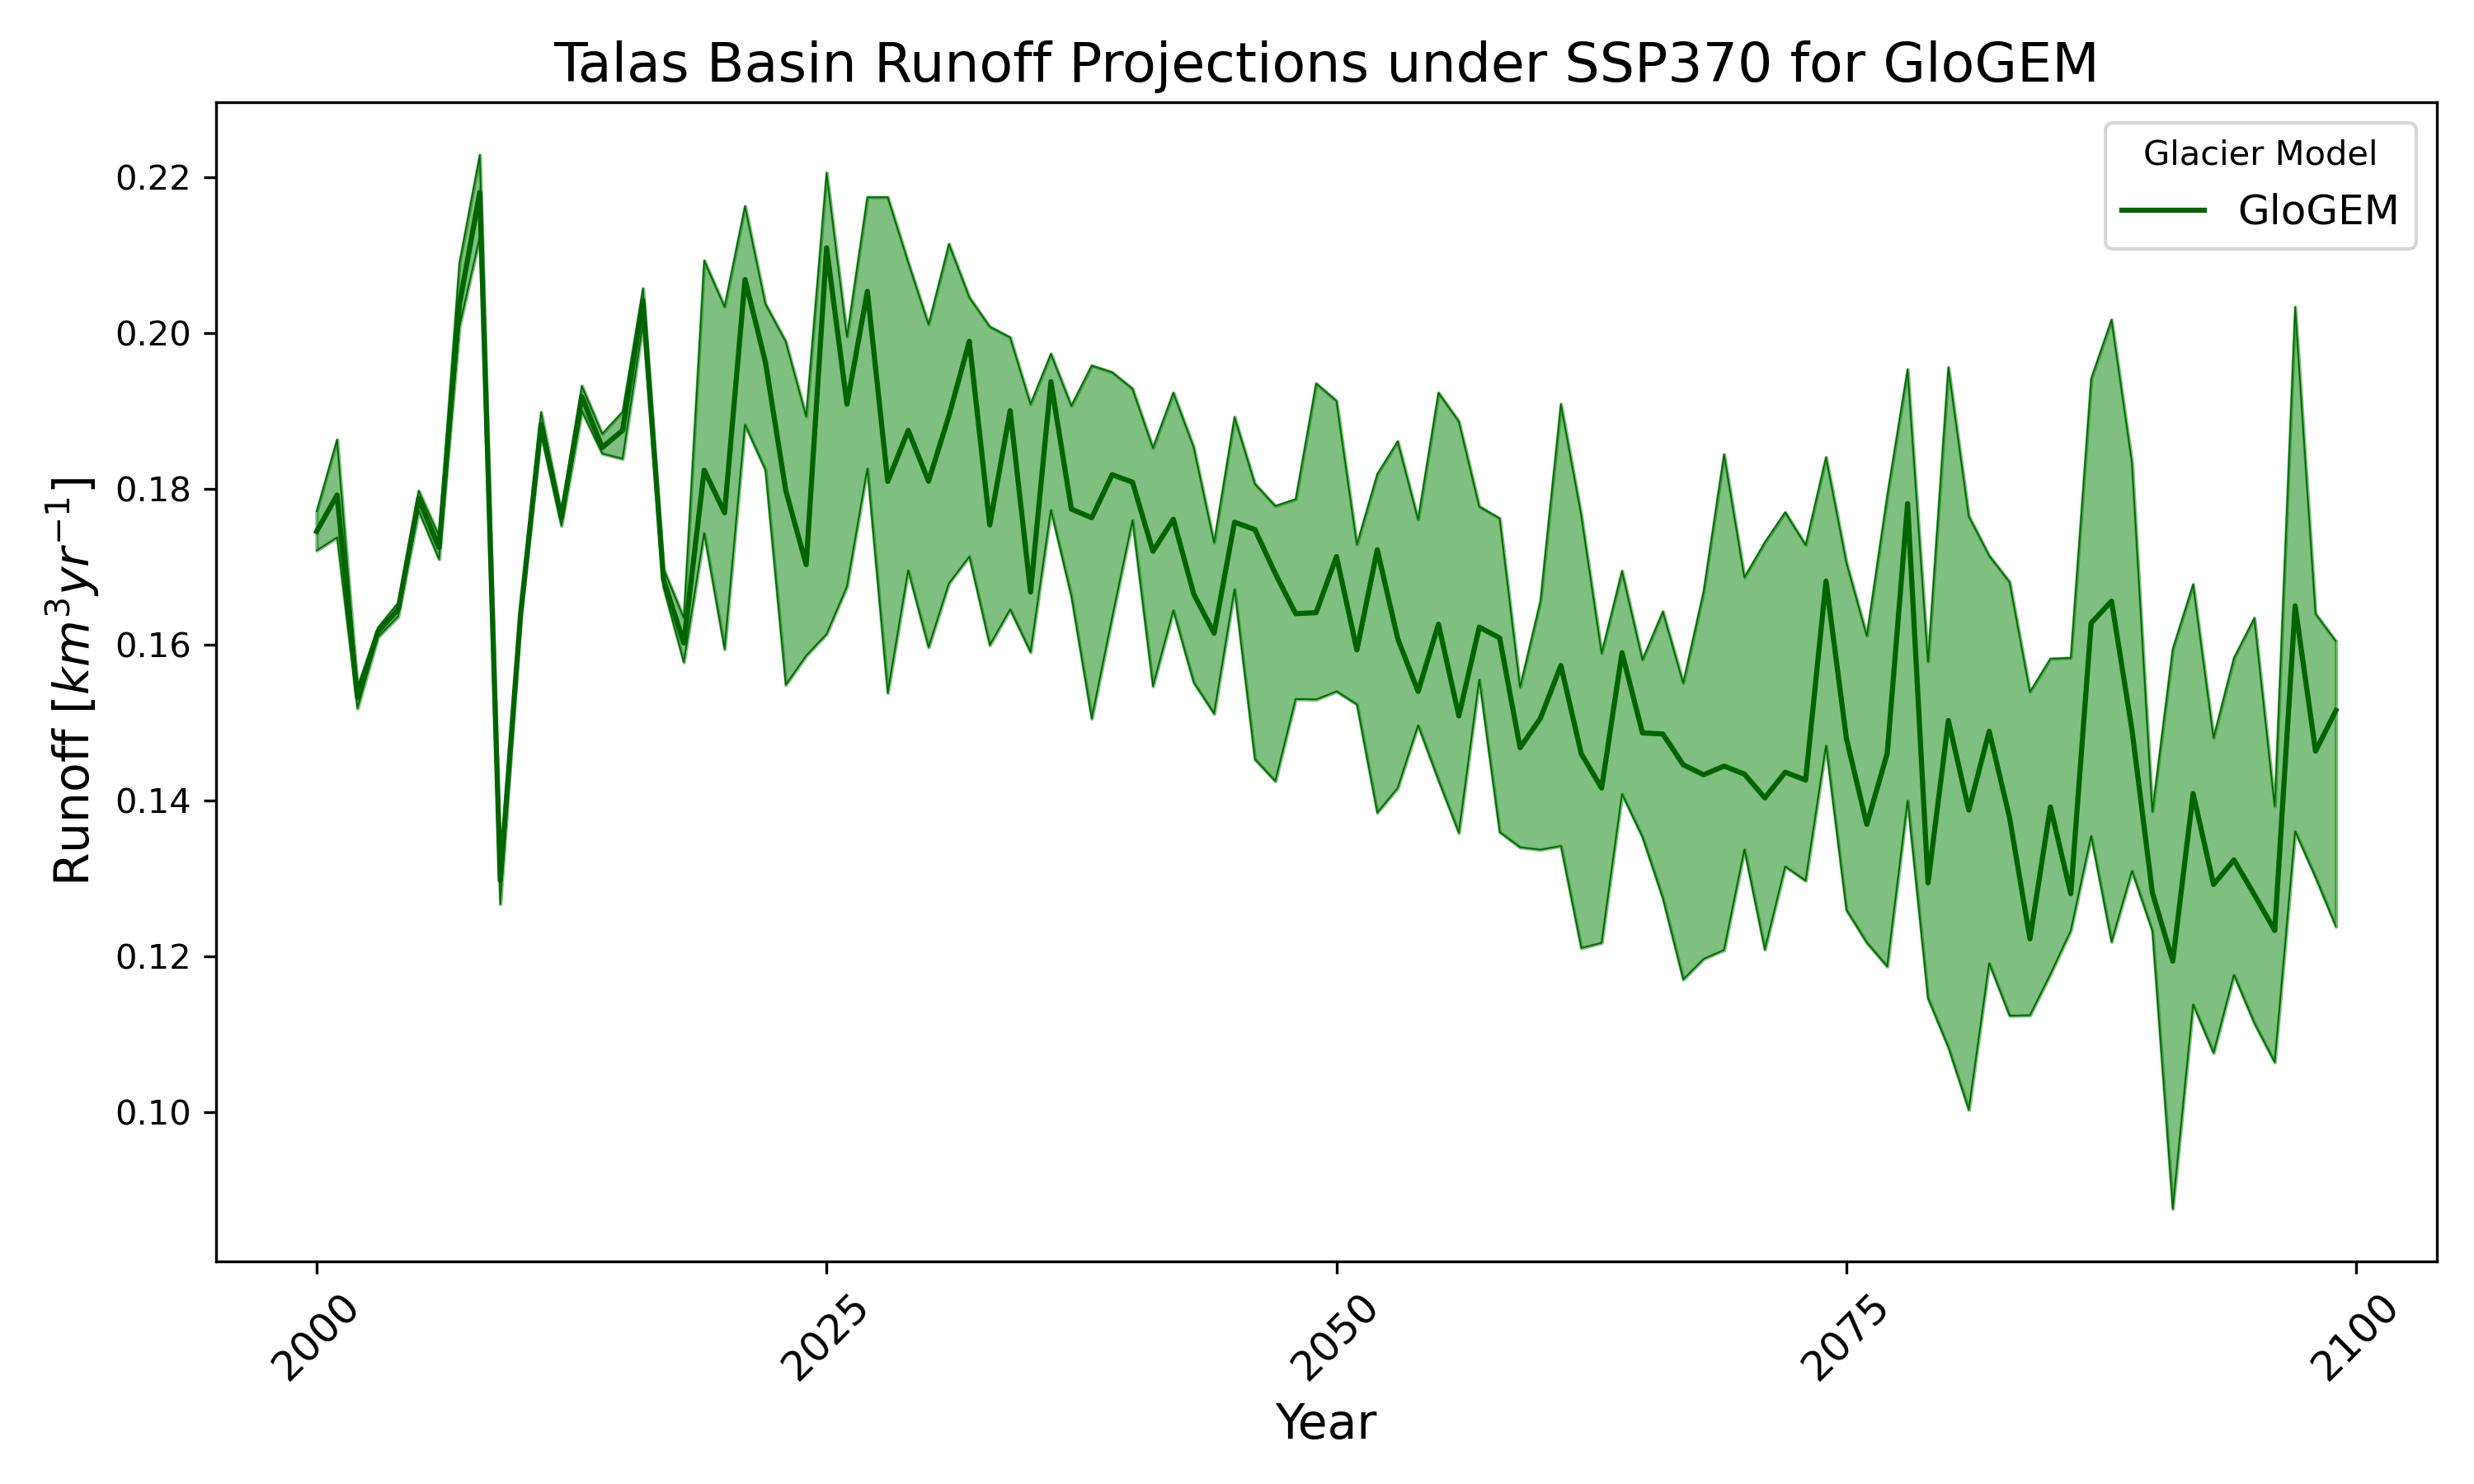 Talas Basin Runoff Projections under SSP370 for GloGEM
Glacier Model
GloGEM
Runoff [km³yr⁻¹]
0.22
0.20
0.18
0.16
0.14
0.12
0.10
2000
2025
2050
2075
2100
Year